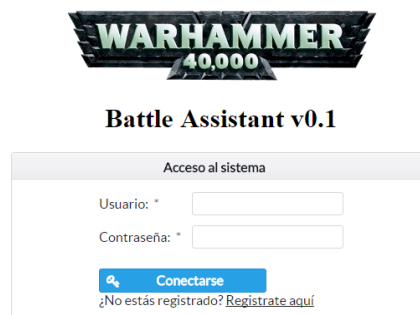 WARHAMMER
40,000
Battle Assistant v0.1
Acceso al sistema
Usuario: *
Contraseña: *
Conectarse
¿No estás registrado? Registrate aquí